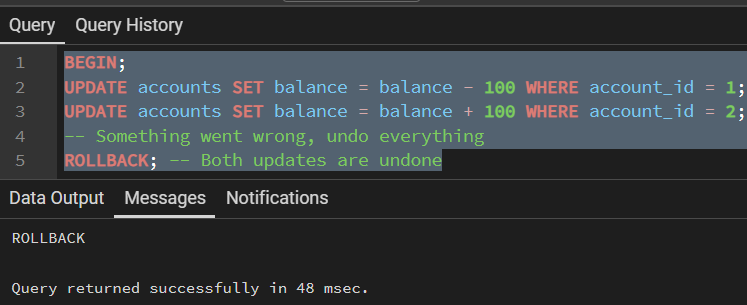 Query Query History
1 BEGIN;
2 UPDATE accounts SET balance = balance - 100 WHERE account_id = 1;
3 UPDATE accounts SET balance = balance + 100 WHERE account_id = 2;
4 -- Something went wrong, undo everything
5 ROLLBACK; -- Both updates are undone
Data Output Messages Notifications
ROLLBACK
Query returned successfully in 48 msec.